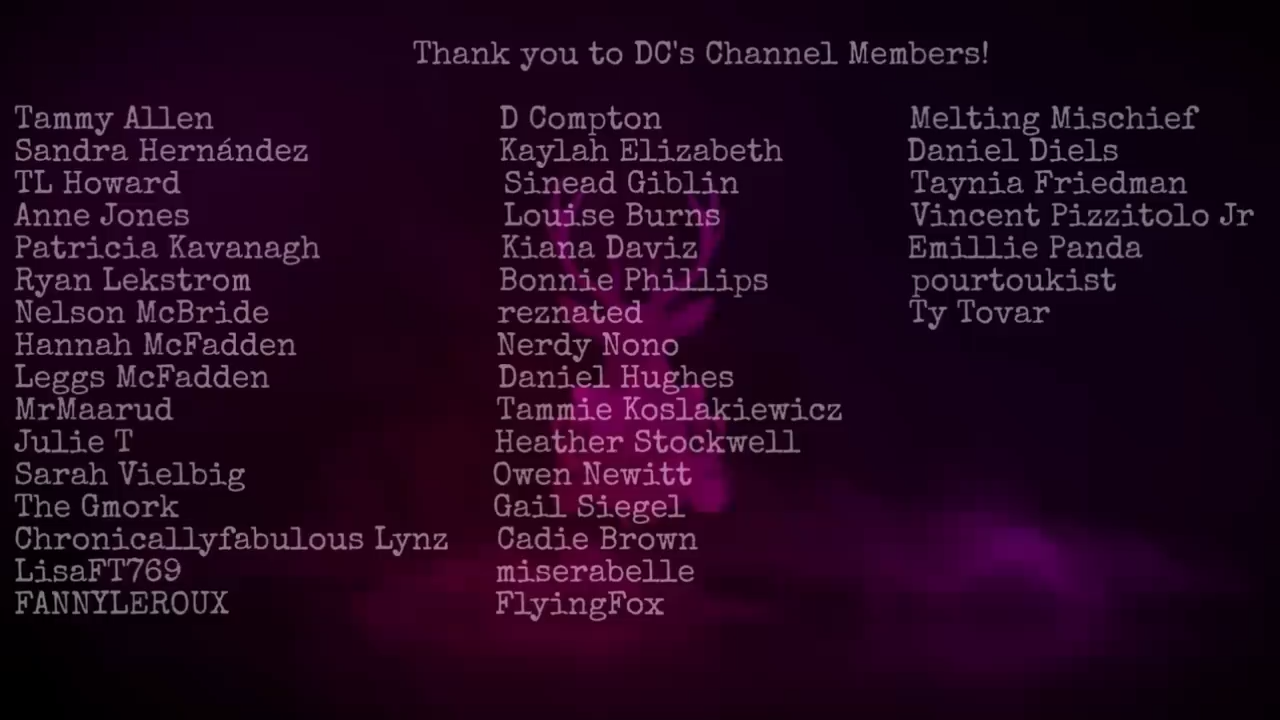 Thank you to DC's Channel Members!
Tammy Allen
Sandra Hernández
TL Howard
Anne Jones
Patricia Kavanagh
Ryan Lekstrom
Nelson McBride
Hannah McFadden
Leggs McFadden
MrMaarud
Julie T
Sarah Vielbig
The Gmork
Chronicallyfabulous Lynz
LisaFT769
FANNYLEROUX
D Compton
Kaylah Elizabeth
Sinead Giblin
Louise Burns
Kiana Daviz
Bonnie Phillips
reznated
Nerdy Nono
Daniel Hughes
Tammie Koslakiewicz
Heather Stockwell
Owen Newitt
Gail Siegel
Cadie Brown
miserabelle
FlyingFox
Melting Mischief
Daniel Diels
Taynia Friedman
Vincent Pizzitolo Jr
Emillie Panda
pourtoukist
Ty Tovar